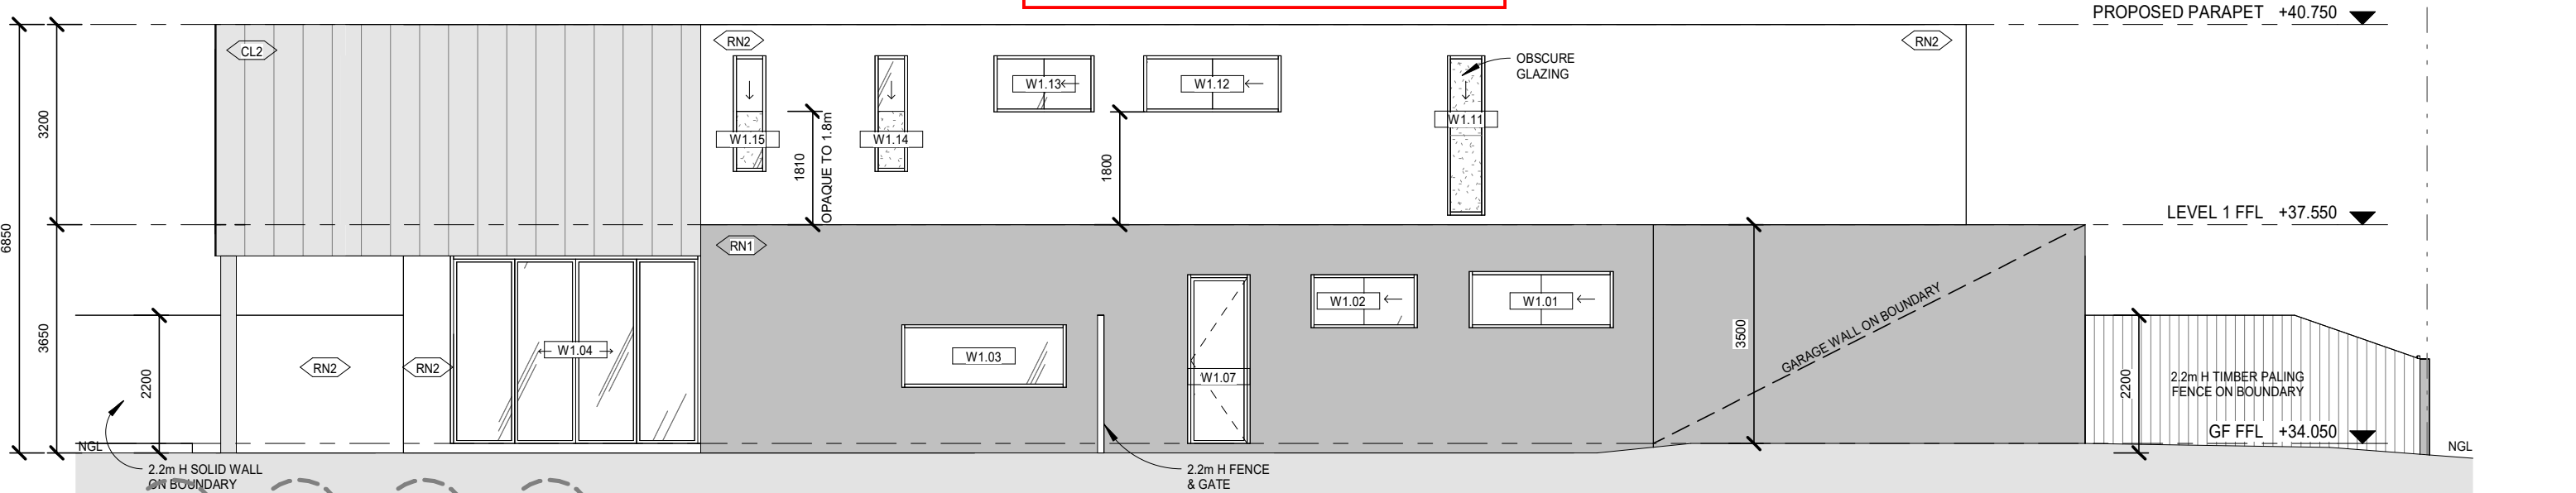 PROPOSED PARAPET +40.750
CL2
RN2
RN2
OBSCURE
GLAZING
W1.13
W1.12
W1.11
W1.15
W1.14
3200
1810
OPAQUE TO 1.8m
1800
LEVEL 1 FFL +37.550
6850
RN1
3650
2200
RN2
RN2
W1.04
W1.03
W1.07
W1.02
W1.01
3500
GARAGE WALL ON BOUNDARY
2200
2.2m H TIMBER PALING
FENCE ON BOUNDARY
GF FFL +34.050
NGL
NGL
2.2m H SOLID WALL
ON BOUNDARY
2.2m H FENCE
& GATE